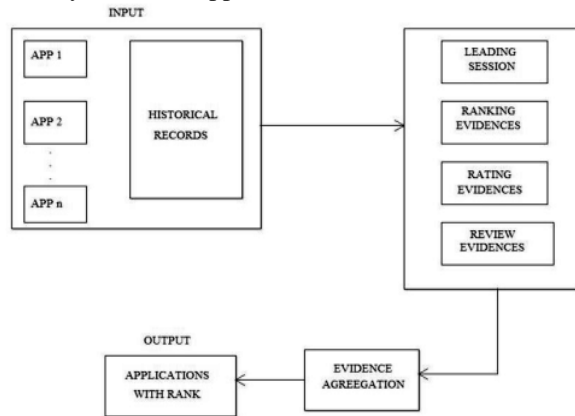 INPUT
APP 1
APP 2
APP n
HISTORICAL
RECORDS
LEADING
SESSION
RANKING
EVIDENCES
RATING
EVIDENCES
REVIEW
EVIDENCES
OUTPUT
APPLICATIONS
WITH RANK
EVIDENCE
AGREEGATION